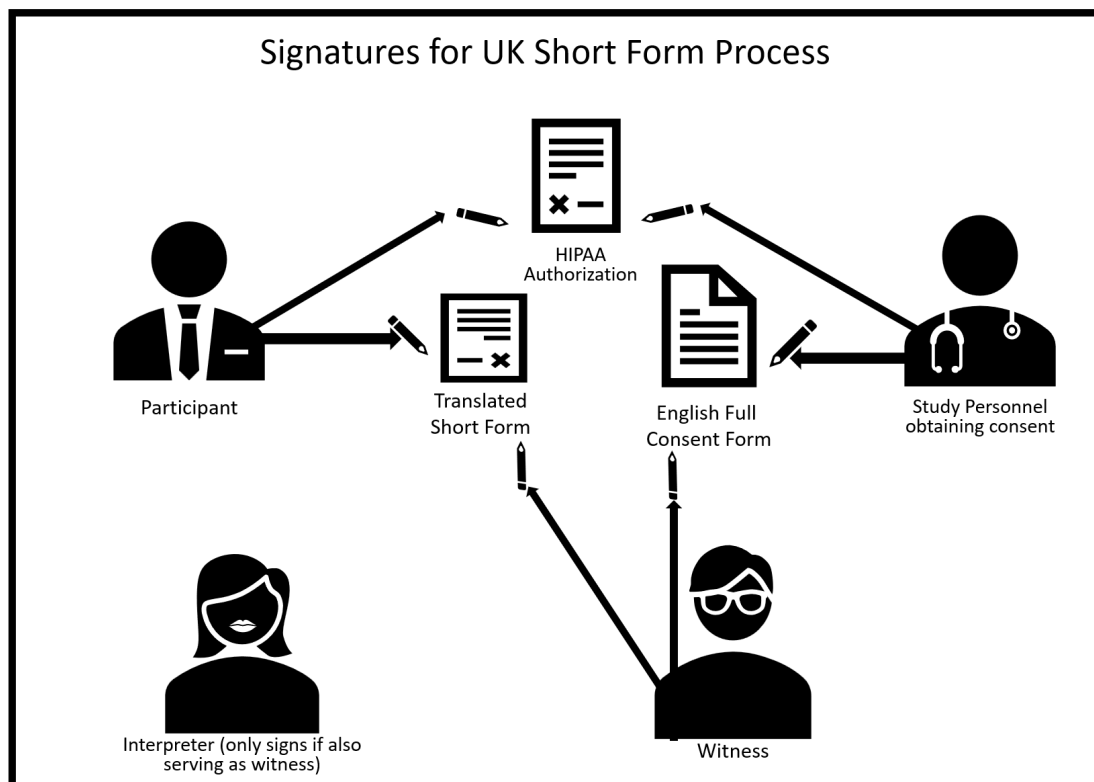 Signatures for UK Short Form Process
HIPAA
Authorization
Participant
Translated
Short Form
English Full
Consent Form
Study Personnel
obtaining consent
Interpreter (only signs if also
serving as witness)
Witness